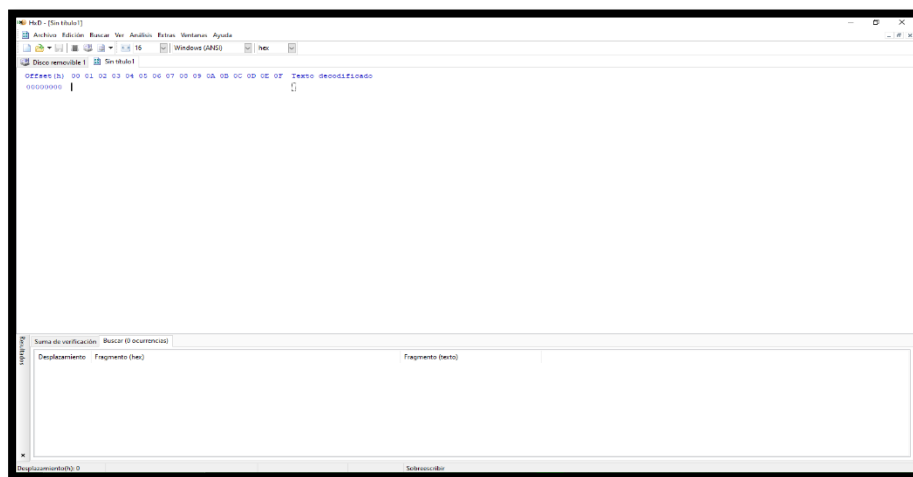 HxD - [Sin título1]
Archivo Edición Buscar Ver Análisis Extras Ventanas Ayuda
16 Windows (ANSI) hex
Disco removible 1 Sin título1
Offset(h) 00 01 02 03 04 05 06 07 08 09 0A 0B 0C 0D 0E 0F Texto decodificado
00000000
Resultados
Suma de verificación Buscar (0 ocurrencias)
Desplazamiento Fragmento (hex) Fragmento (texto)
Desplazamiento(h): 0 Sobreescribir